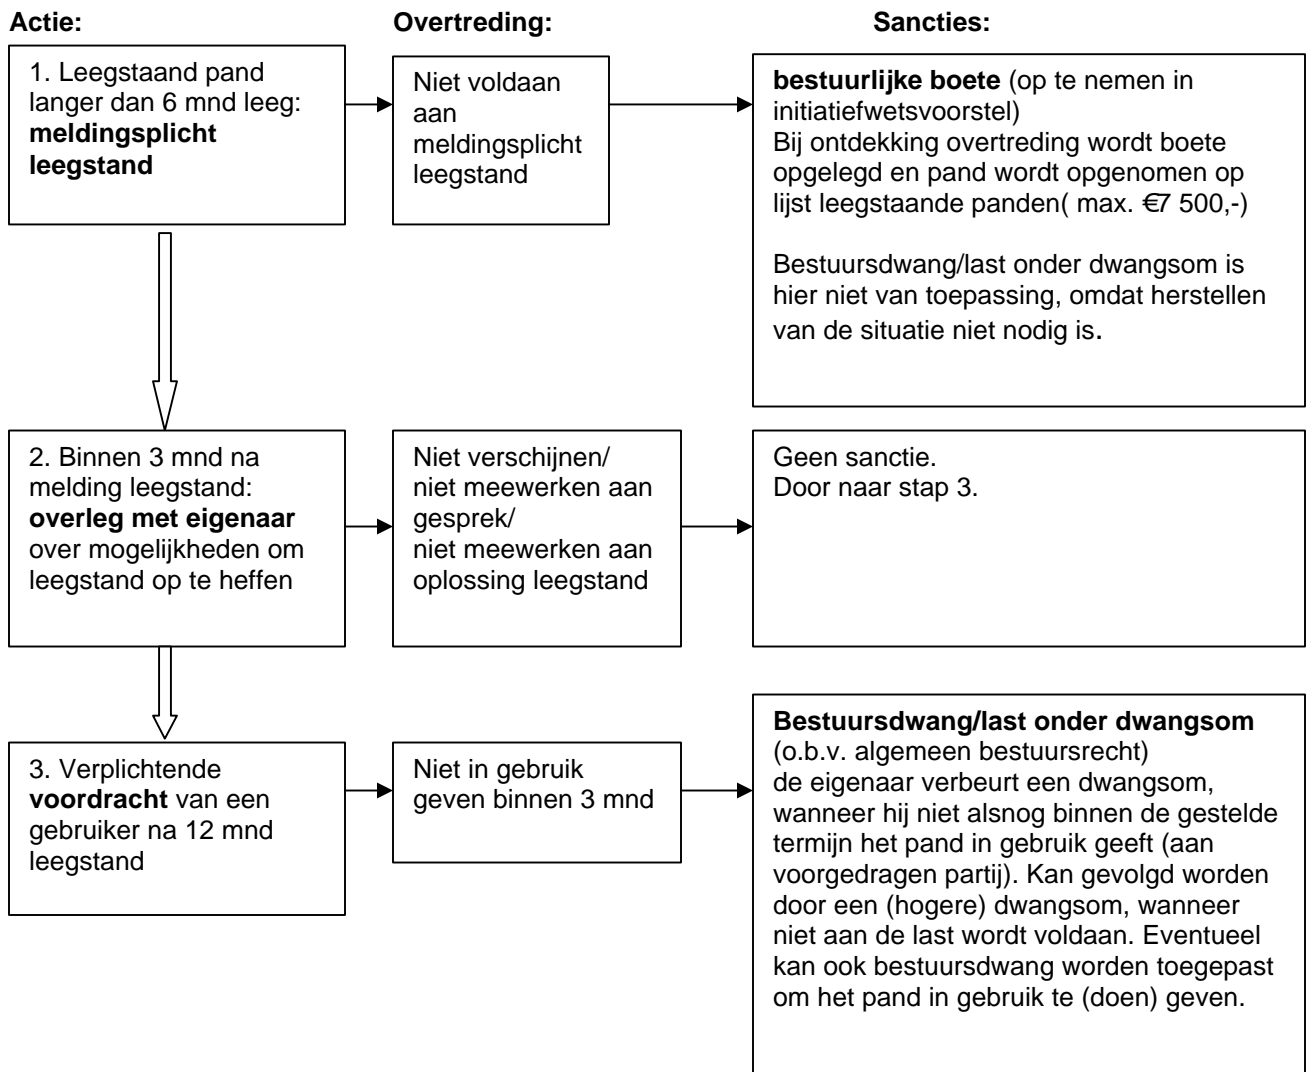 Actie:
Overtreding:
Sancties:
1. Leegstaand pand
langer dan 6 mnd leeg:
meldingsplicht
leegstand
Niet voldaan
aan
meldingsplicht
leegstand
bestuurlijke boete (op te nemen in
initiatiefwetsvoorstel)
Bij ontdekking overtreding wordt boete
opgelegd en pand wordt opgenomen op
lijst leegstaande panden( max. €7 500,-)
Bestuursdwang/last onder dwangsom is
hier niet van toepassing, omdat herstellen
van de situatie niet nodig is.
2. Binnen 3 mnd na
melding leegstand:
overleg met eigenaar
over mogelijkheden om
leegstand op te heffen
Niet verschijnen/
niet meewerken aan
gesprek/
niet meewerken aan
oplossing leegstand
Geen sanctie.
Door naar stap 3.
3. Verplichtende
voordracht van een
gebruiker na 12 mnd
leegstand
Niet in gebruik
geven binnen 3 mnd
Bestuursdwang/last onder dwangsom
(o.b.v. algemeen bestuursrecht)
de eigenaar verbeurt een dwangsom,
wanneer hij niet alsnog binnen de gestelde
termijn het pand in gebruik geeft (aan
voorgedragen partij). Kan gevolgd worden
door een (hogere) dwangsom, wanneer
niet aan de last wordt voldaan. Eventueel
kan ook bestuursdwang worden toegepast
om het pand in gebruik te (doen) geven.